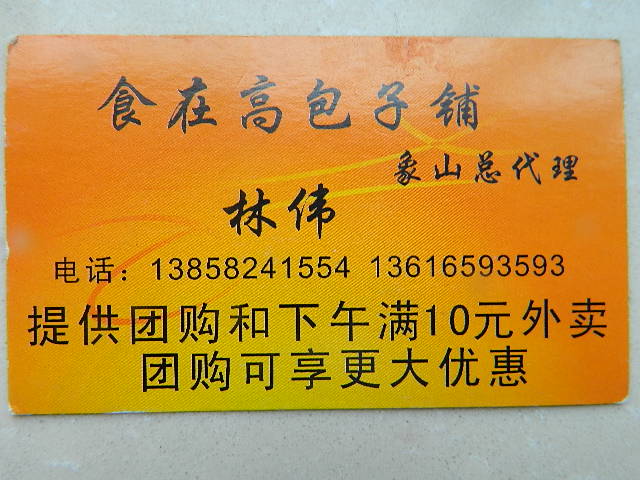 食在高包子铺
象山总代理
林伟
电话：13858241554 13616593593
提供团购和下午满10元外卖
团购可享更大优惠